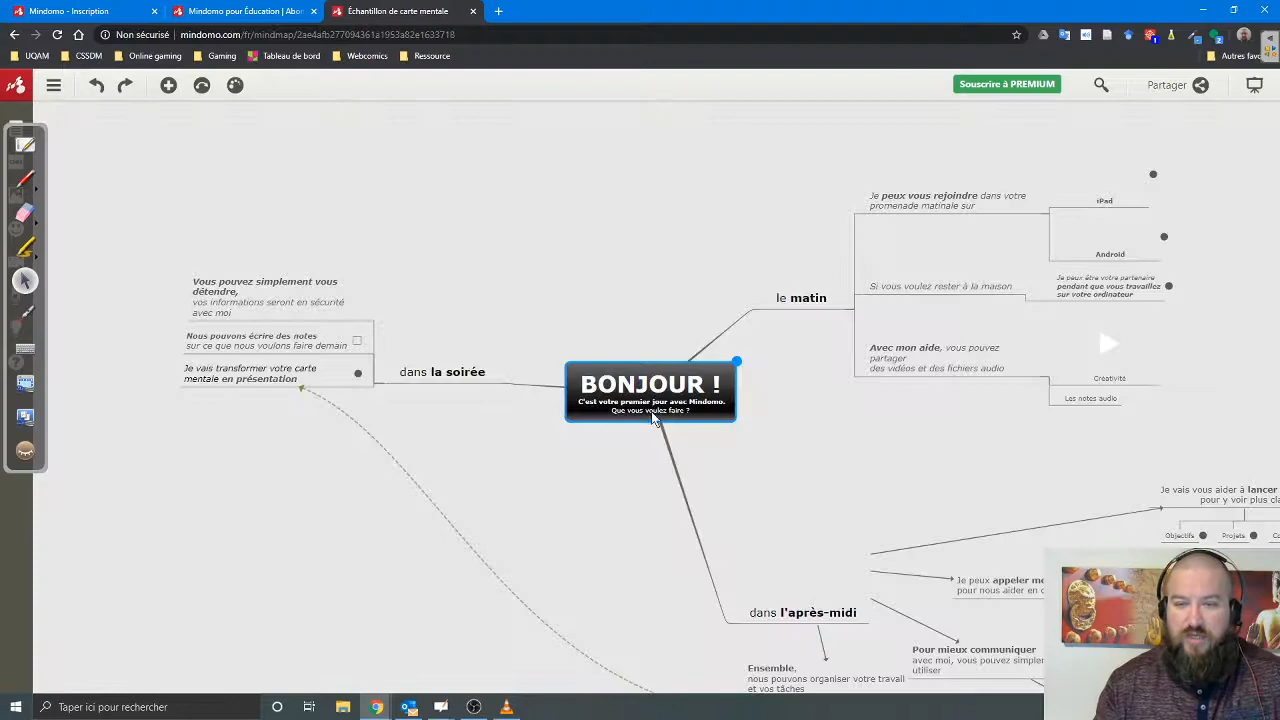 Mindomo - Inscription
Mindomo pour Éducation | Abon
Échantillon de carte mentale
Non sécurisé
mindomo.com/fr/mindmap/2ae4afb277094361a1953a82e1633718
UQAM
CSSDM
Online gaming
Gaming
Tableau de bord
Webcomics
Ressource
Autres favo
Souscrire à PREMIUM
Partager
Je peux vous rejoindre dans votre
promenade matinale sur
iPad
Android
Si vous voulez rester à la maison
Je peux être votre partenaire
pendant que vous travaillez
sur votre ordinateur
le matin
Avec mon aide, vous pouvez
partager
des vidéos et des fichiers audio
Créativité
Les notes audio
Vous pouvez simplement vous
détendre,
vos informations seront en sécurité
avec moi
Nous pouvons écrire des notes
sur ce que nous voulons faire demain
Je vais transformer votre carte
mentale en présentation
dans la soirée
BONJOUR !
C'est votre premier jour avec Mindomo.
Que vous voulez faire ?
Je vais vous aider à lancer
pour y voir plus cla
Objectifs
Projets
Co
Je peux appeler me
pour nous aider en c
dans l'après-midi
Pour mieux communiquer
avec moi, vous pouvez simplem
utiliser
Ensemble,
nous pouvons organiser votre travail
et vos tâches
Taper ici pour rechercher